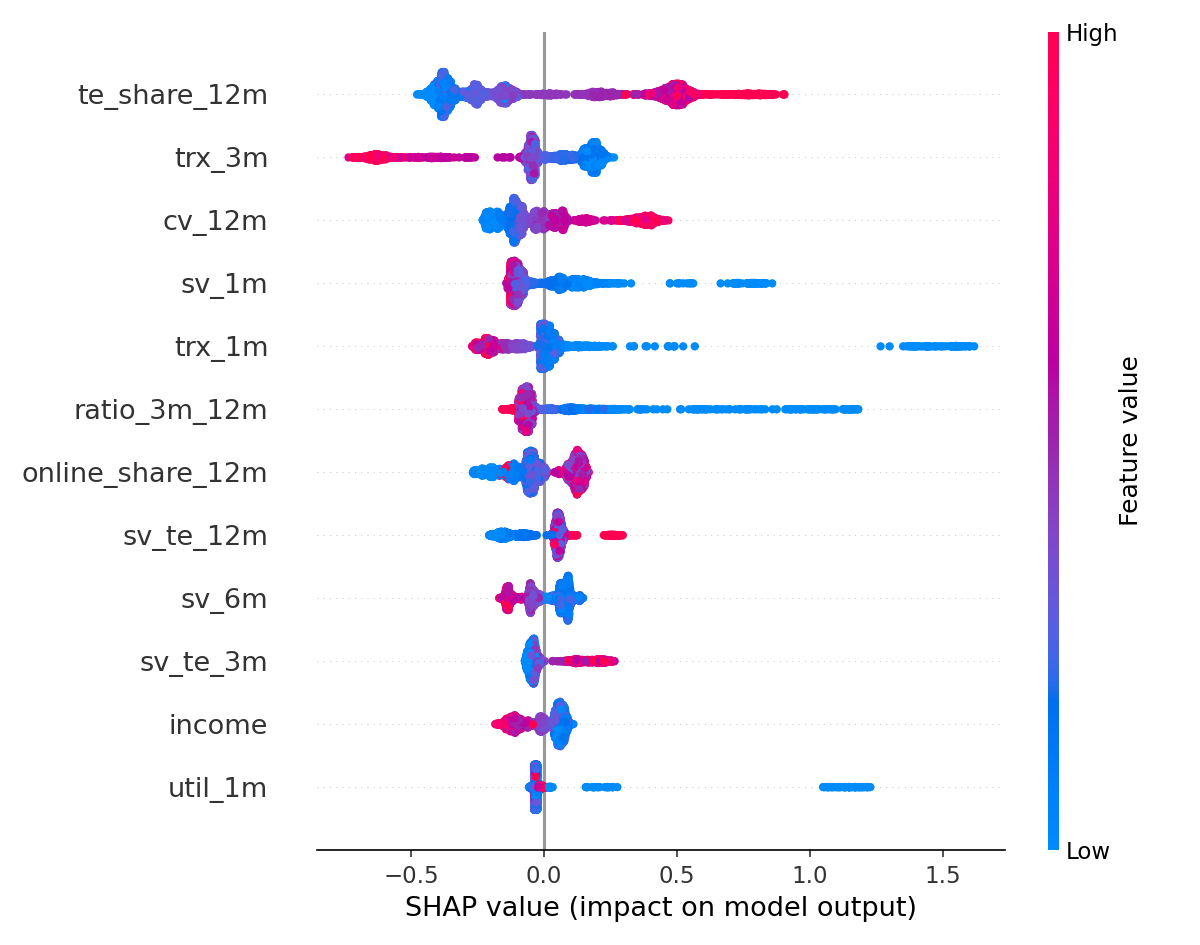 High
te_share_12m
trx_3m
cv_12m
sv_1m
trx_1m
ratio_3m_12m
online_share_12m
sv_te_12m
sv_6m
sv_te_3m
income
util_1m
Feature value
Low
−0.5 0.0 0.5 1.0 1.5
SHAP value (impact on model output)